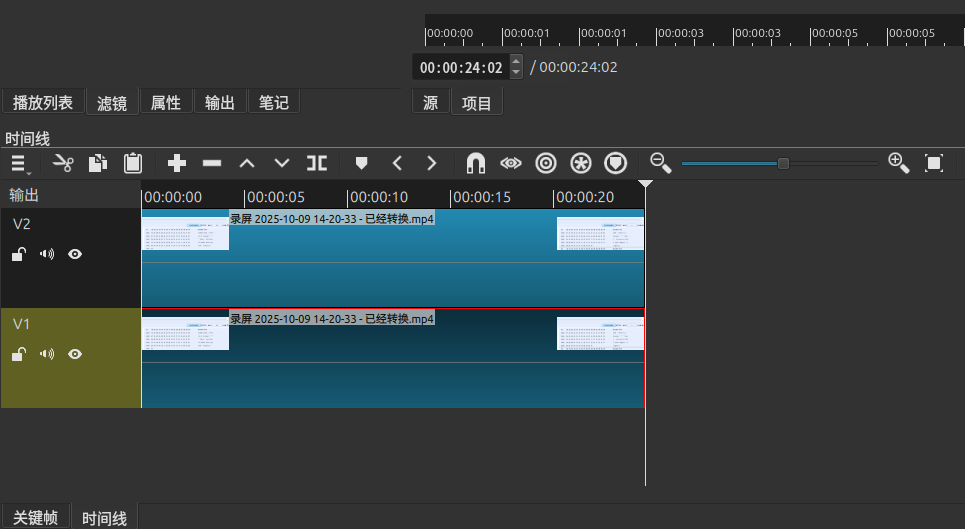 00:00:00 00:00:01 00:00:01 00:00:03 00:00:03 00:00:05 00:00:05
00:00:24:02 / 00:00:24:02
播放列表 滤镜 属性 输出 笔记 源 项目
时间线
输出 00:00:00 00:00:05 00:00:10 00:00:15 00:00:20
V2 录屏 2025-10-09 14-20-33 - 已经转换.mp4
V1 录屏 2025-10-09 14-20-33 - 已经转换.mp4
关键帧 时间线